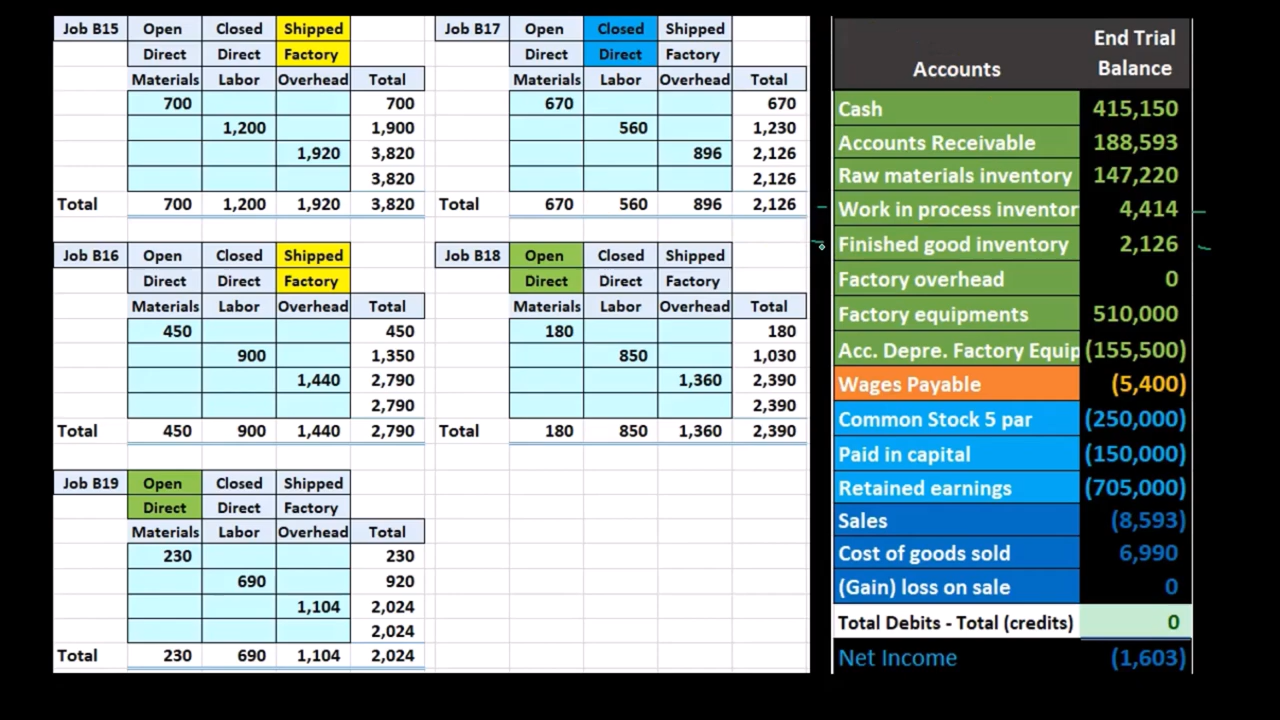 Job B15 Open Closed Shipped
Direct Direct Factory
Materials Labor Overhead Total
700 700
1,200 1,900
1,920 3,820
3,820
Total 700 1,200 1,920 3,820
Job B16 Open Closed Shipped
Direct Direct Factory
Materials Labor Overhead Total
450 450
900 1,350
1,440 2,790
2,790
Total 450 900 1,440 2,790
Job B19 Open Closed Shipped
Direct Direct Factory
Materials Labor Overhead Total
230 230
690 920
1,104 2,024
2,024
Total 230 690 1,104 2,024
Job B17 Open Closed Shipped
Direct Direct Factory
Materials Labor Overhead Total
670 670
560 1,230
896 2,126
2,126
Total 670 560 896 2,126
Job B18 Open Closed Shipped
Direct Direct Factory
Materials Labor Overhead Total
180 180
850 1,030
1,360 2,390
2,390
Total 180 850 1,360 2,390
End Trial
Accounts Balance
Cash 415,150
Accounts Receivable 188,593
Raw materials inventory 147,220
Work in process inventor 4,414
Finished good inventory 2,126
Factory overhead 0
Factory equipments 510,000
Acc. Depre. Factory Equip (155,500)
Wages Payable (5,400)
Common Stock 5 par (250,000)
Paid in capital (150,000)
Retained earnings (705,000)
Sales (8,593)
Cost of goods sold 6,990
(Gain) loss on sale 0
Total Debits - Total (credits) 0
Net Income (1,603)